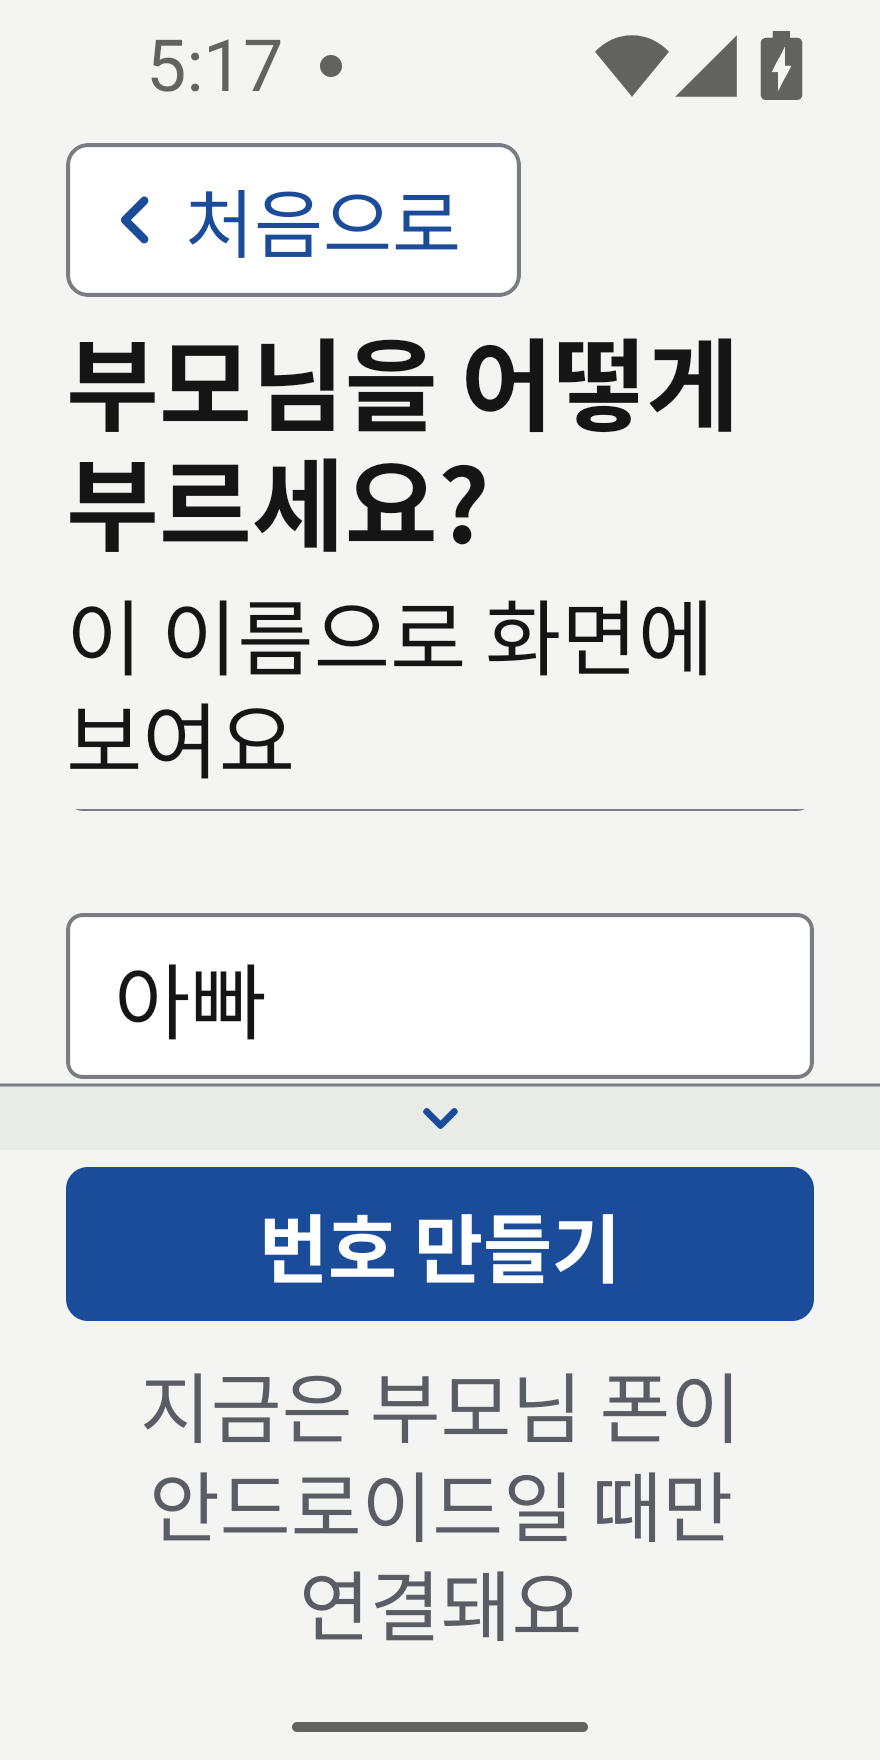 5:17
처음으로
부모님을 어떻게
부르세요?
이 이름으로 화면에
보여요
아빠
번호 만들기
지금은 부모님 폰이
안드로이드일 때만
연결돼요